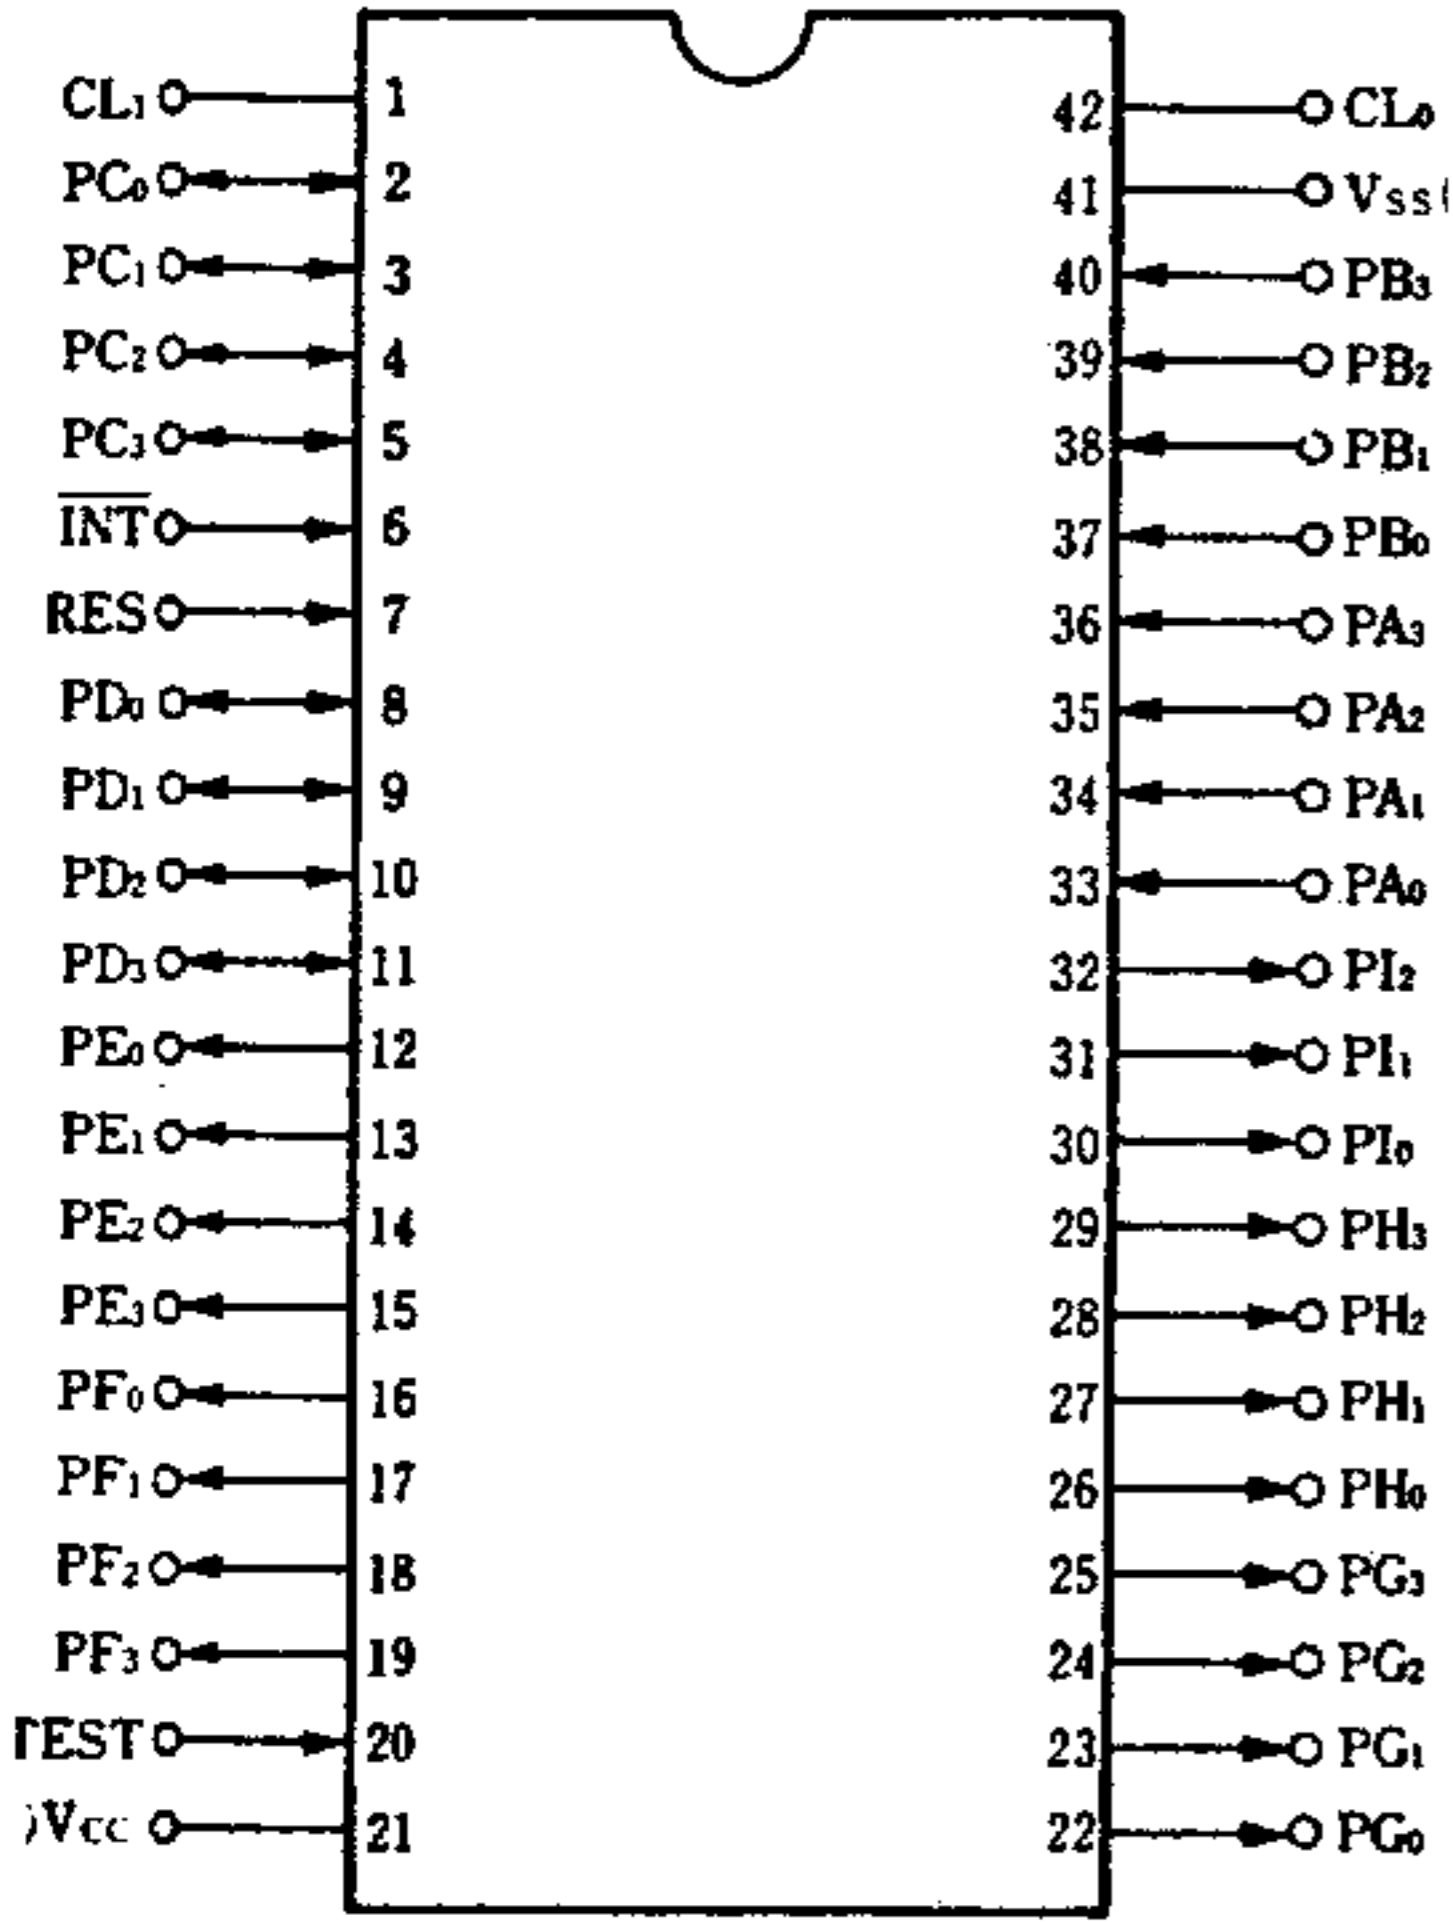 CL₁ 1 42 CL₀
PC₀ 2 41 Vss
PC₁ 3 40 PB₃
PC₂ 4 39 PB₂
PC₃ 5 38 PB₁
I̅N̅T̅ 6 37 PB₀
RES 7 36 PA₃
PD₀ 8 35 PA₂
PD₁ 9 34 PA₁
PD₂ 10 33 PA₀
PD₃ 11 32 PI₂
PE₀ 12 31 PI₁
PE₁ 13 30 PI₀
PE₂ 14 29 PH₃
PE₃ 15 28 PH₂
PF₀ 16 27 PH₁
PF₁ 17 26 PH₀
PF₂ 18 25 PG₃
PF₃ 19 24 PG₂
TEST 20 23 PG₁
)Vcc 21 22 PG₀